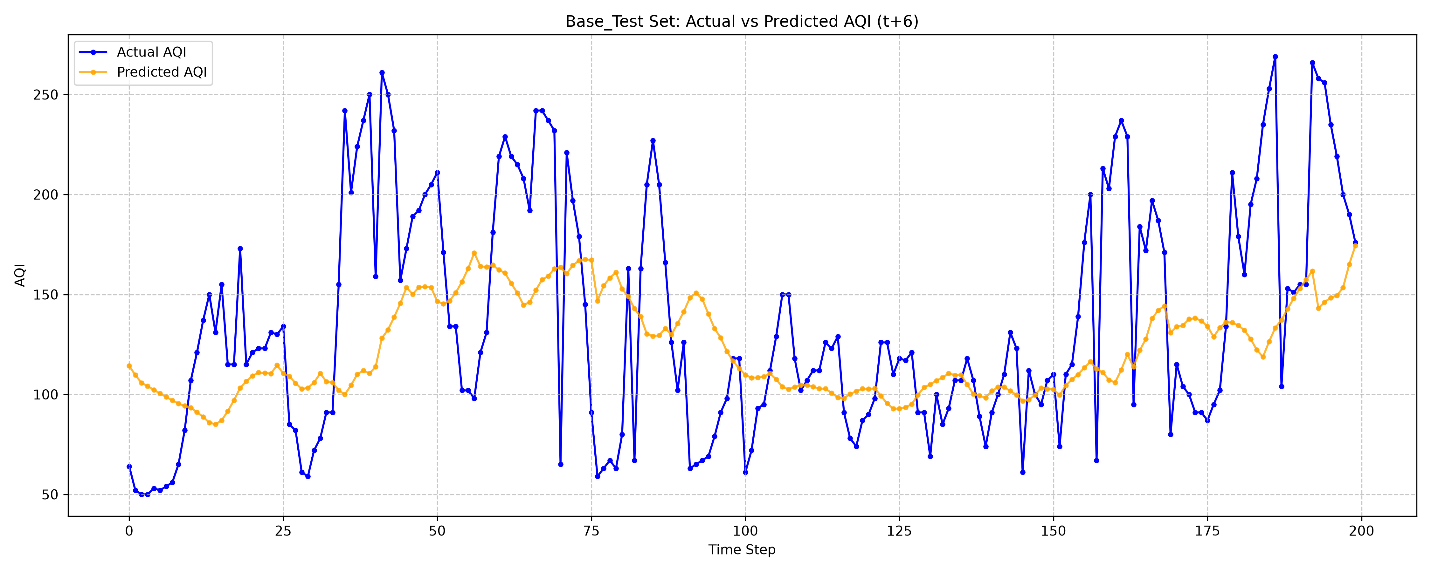 Base_Test Set: Actual vs Predicted AQI (t+6)
Actual AQI
Predicted AQI
250
200
150
100
50
AQI
0 25 50 75 100 125 150 175 200
Time Step